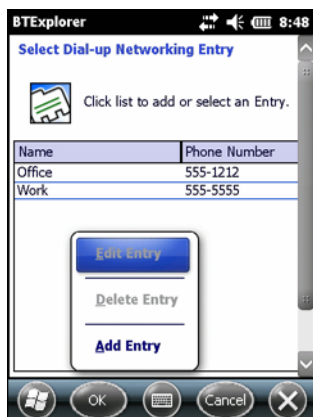 BTExplorer 8:48
Select Dial-up Networking Entry
Click list to add or select an Entry.
Name Phone Number
Office 555-1212
Work 555-5555
Edit Entry
Delete Entry
Add Entry
OK Cancel